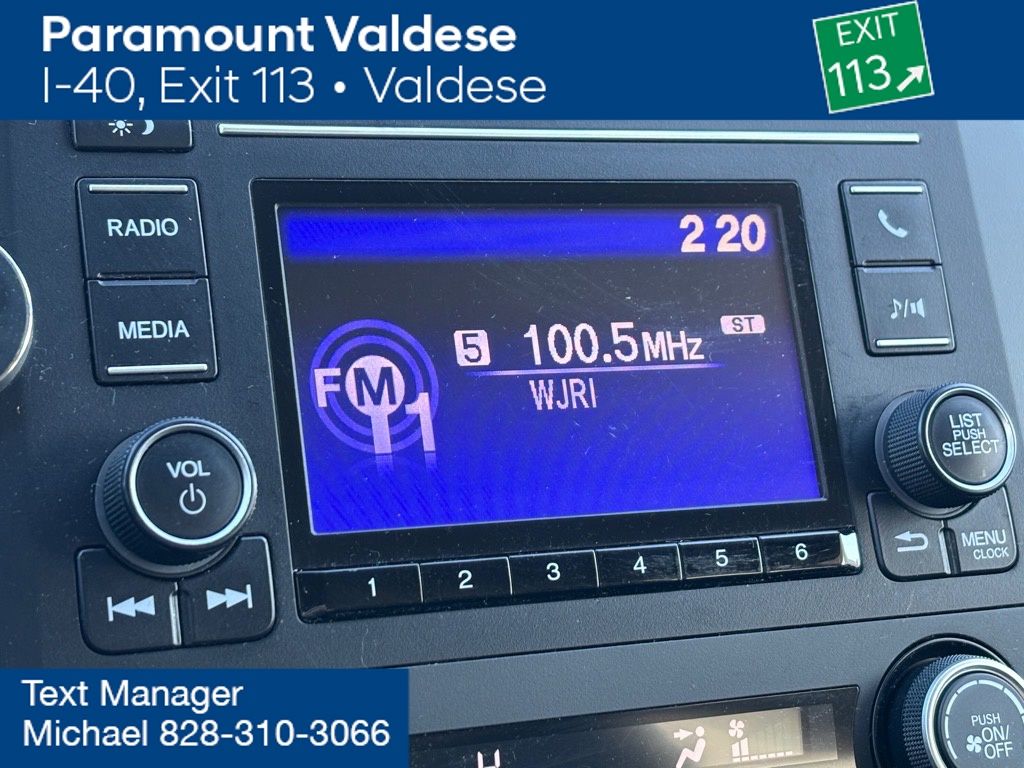 Paramount Valdese
I-40, Exit 113 • Valdese
EXIT
113
RADIO
MEDIA
VOL
2 20
5 100.5MHz ST
WJRI
FM1
1 2 3 4 5 6
LIST
PUSH
SELECT
MENU
CLOCK
PUSH
ON/
OFF
Text Manager
Michael 828-310-3066